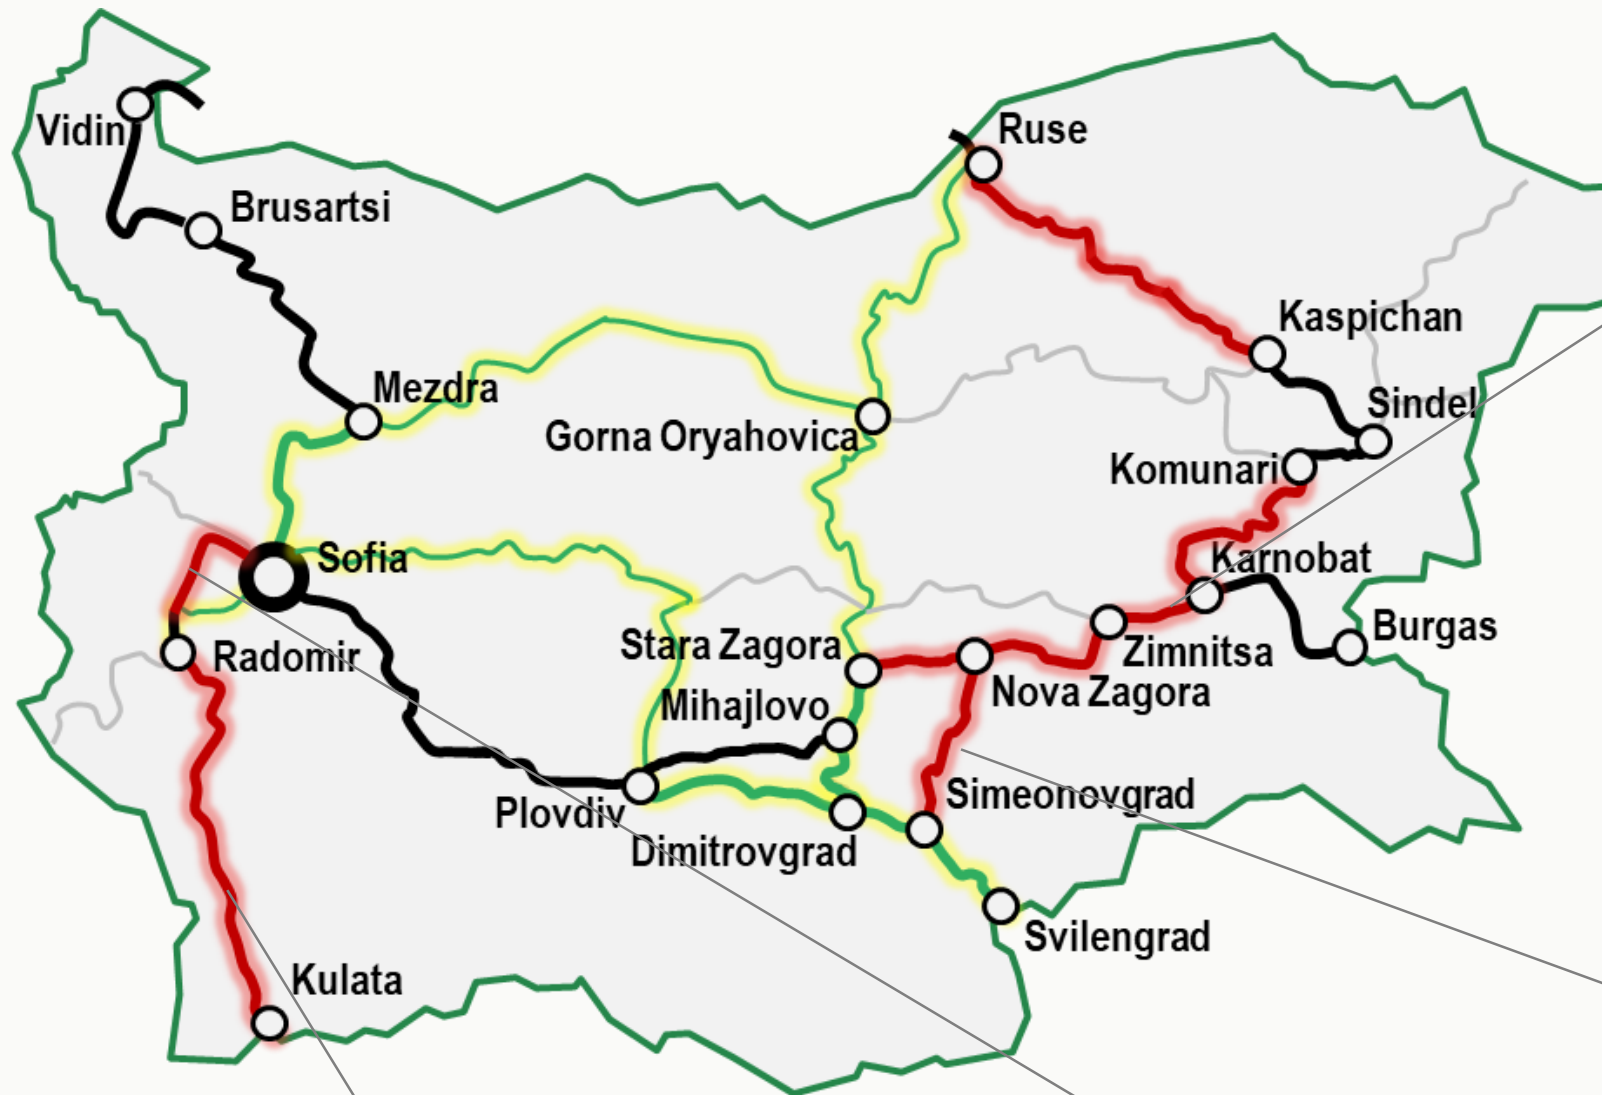 Ruse
Vidin
Brusartsi
Kaspichan
Mezdra
Sindel
Gorna Oryahovica
Komunari
Sofia
Karnobat
Burgas
Stara Zagora
Zimnitsa
Radomir
Nova Zagora
Mihajlovo
Simeonovgrad
Plovdiv
Dimitrovgrad
Svilengrad
Kulata